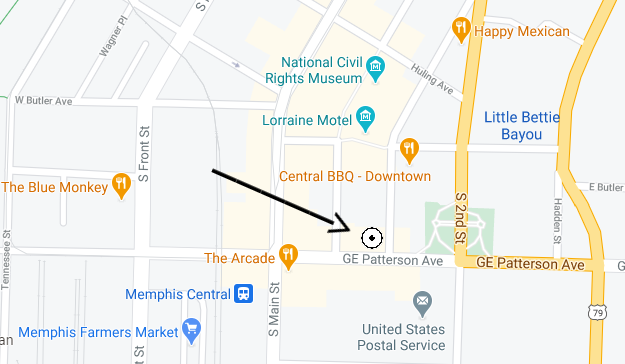 S
Wagner Pl
Happy Mexican
National Civil
Rights Museum
Huling Ave
W Butler Ave
Lorraine Motel
Little Bettie
Bayou
S Front St
Central BBQ - Downtown
The Blue Monkey
E Butler
S 2nd St
Hadden St
Tennessee St
The Arcade
GE Patterson Ave
GE Patterson Ave
G
Memphis Central
S Main St
79
Memphis Farmers Market
United States
Postal Service
an
t St